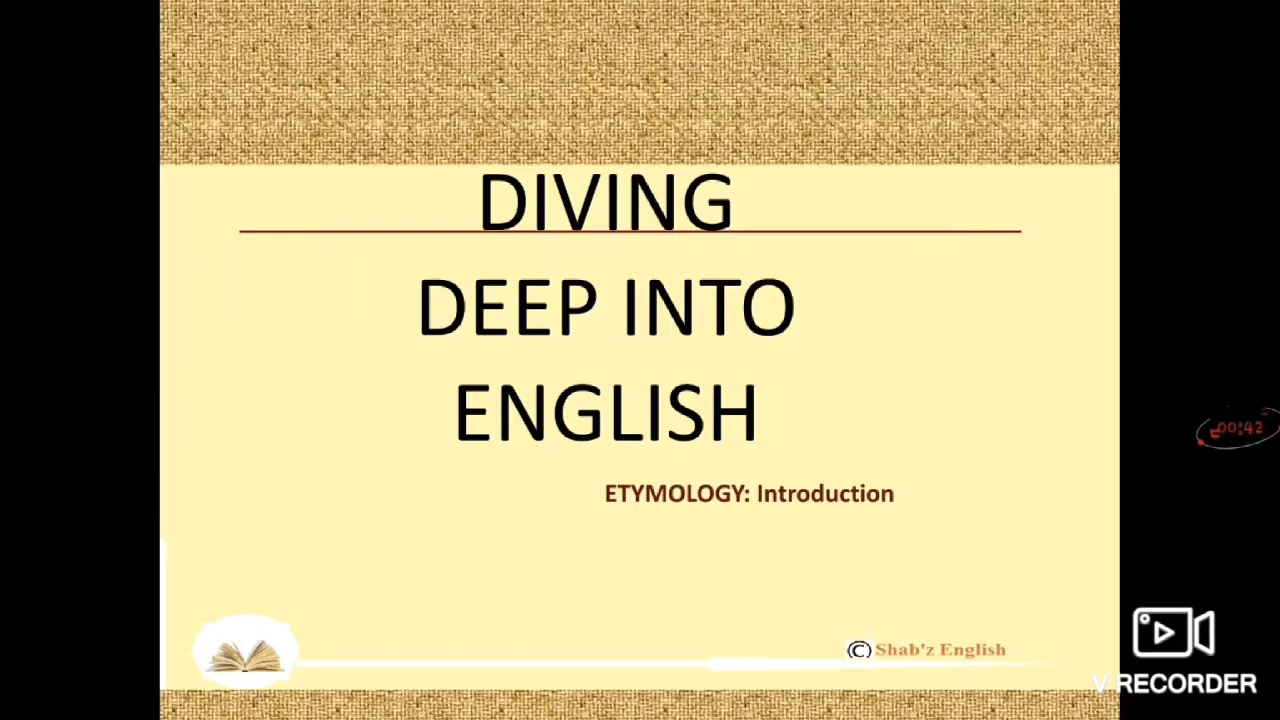 DIVING
DEEP INTO
ENGLISH
ETYMOLOGY: Introduction
00:42
© Shab'z English
V RECORDER